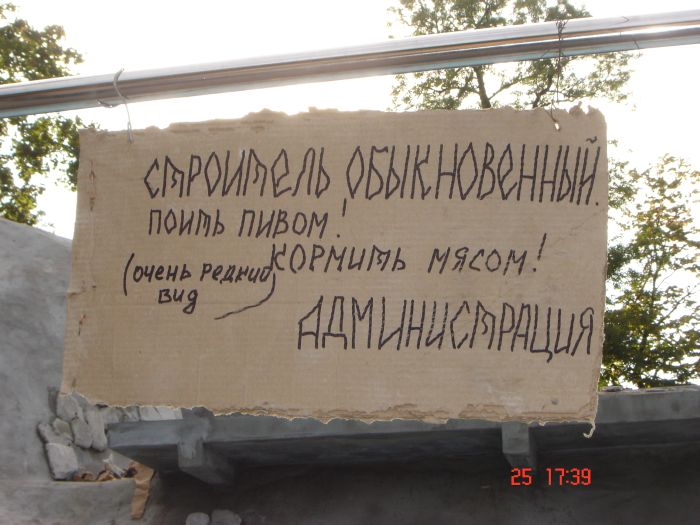 СТРОИТЕЛЬ ОБЫКНОВЕННЫЙ.
ПОИТЬ ПИВОМ!
КОРМИТЬ МЯСОМ!
(ОЧЕНЬ РЕДКИЙ
ВИД)
АДМИНИСТРАЦИЯ
25 17:39